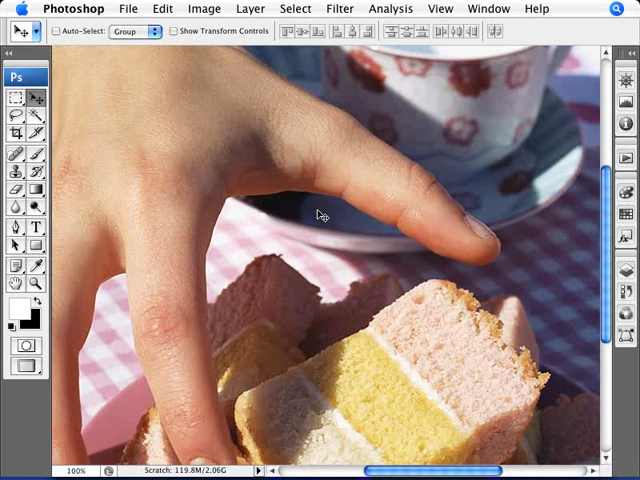 Photoshop File Edit Image Layer Select Filter Analysis View Window Help
Auto-Select: Group Show Transform Controls
Ps
T
100% Scratch: 119.8M/2.06G